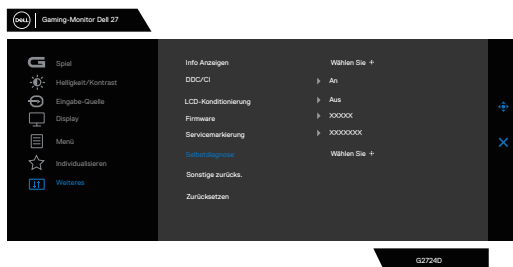 DELL Gaming-Monitor Dell 27
Spiel
Helligkeit/Kontrast
Eingabe-Quelle
Display
Menü
Individualisieren
Weiteres
Info Anzeigen Wählen Sie +
DDC/CI An
LCD-Konditionierung Aus
Firmware XXXXX
Servicemarkierung XXXXXXX
Selbstdiagnose Wählen Sie +
Sonstige zurücks.
Zurücksetzen
G2724D